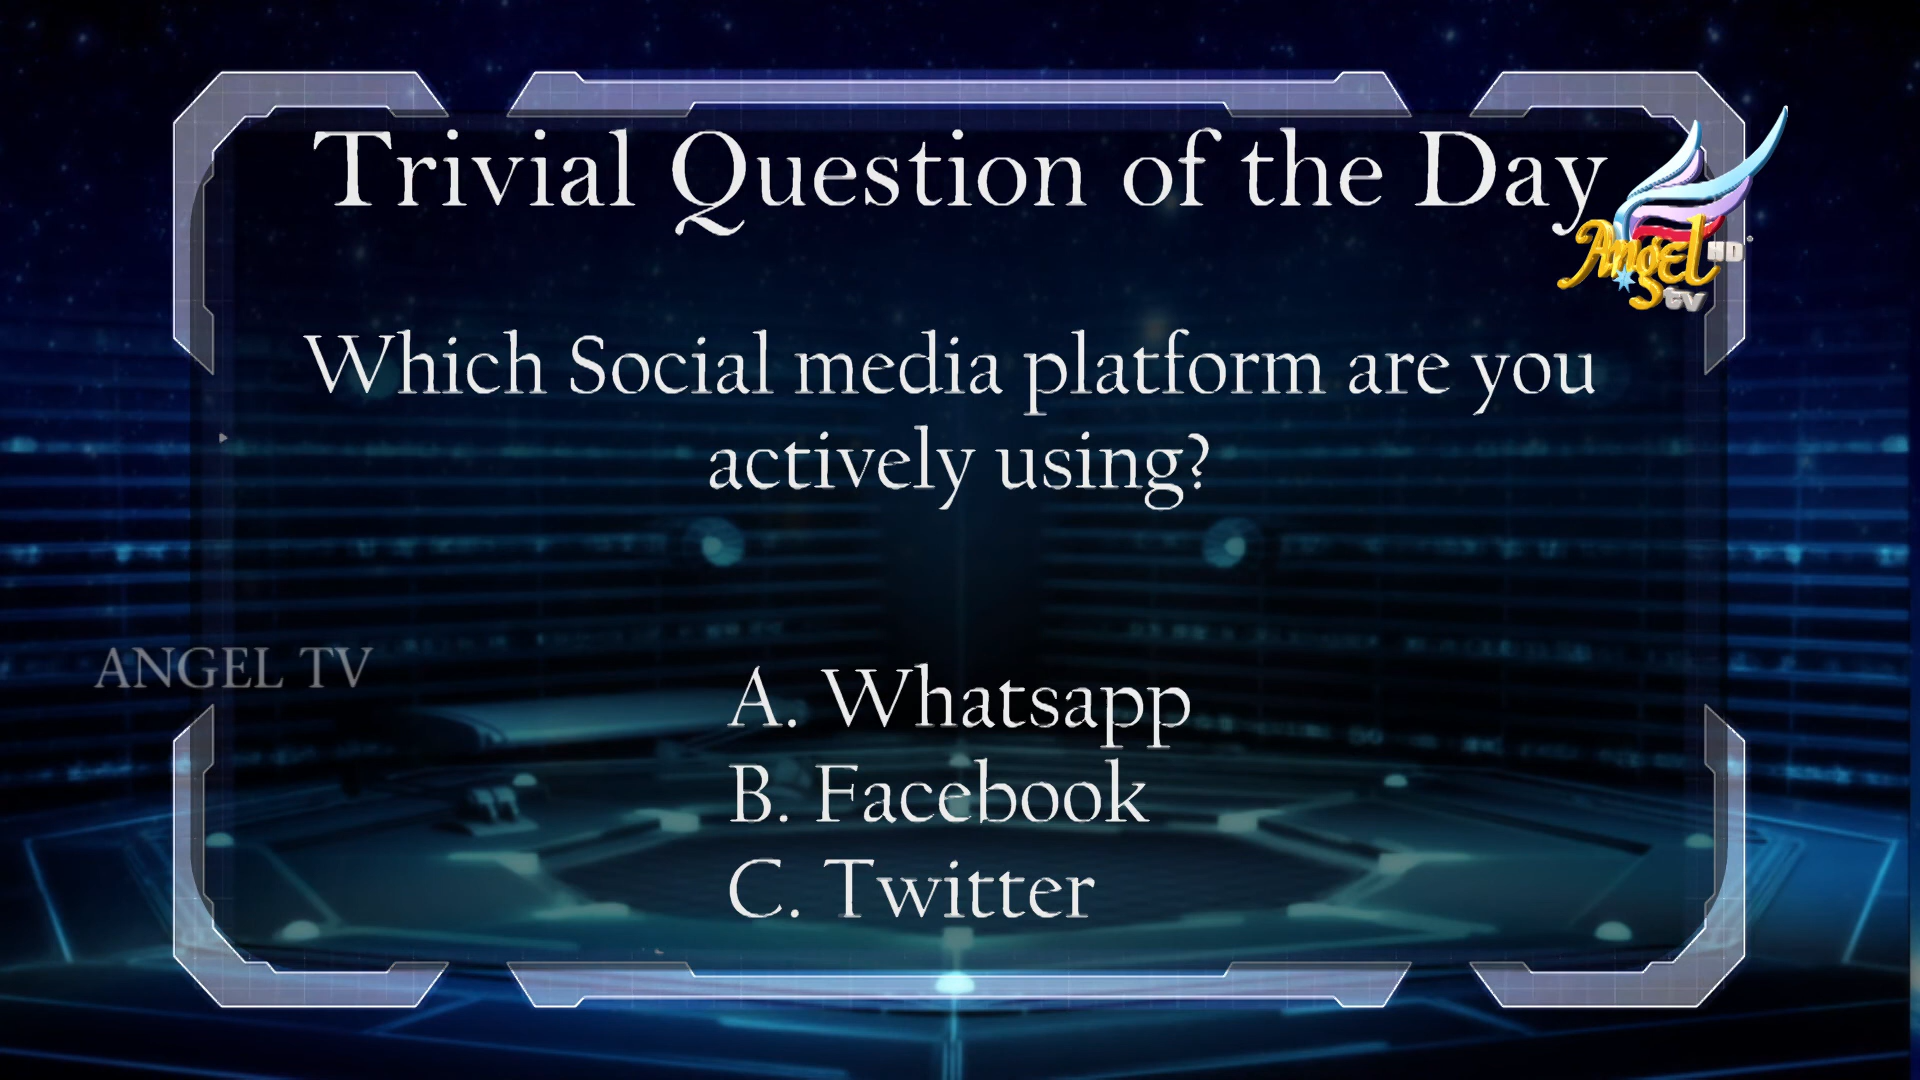 Trivial Question of the Day
Angel HD
tv
Which Social media platform are you
actively using?
ANGEL TV
A. Whatsapp
B. Facebook
C. Twitter